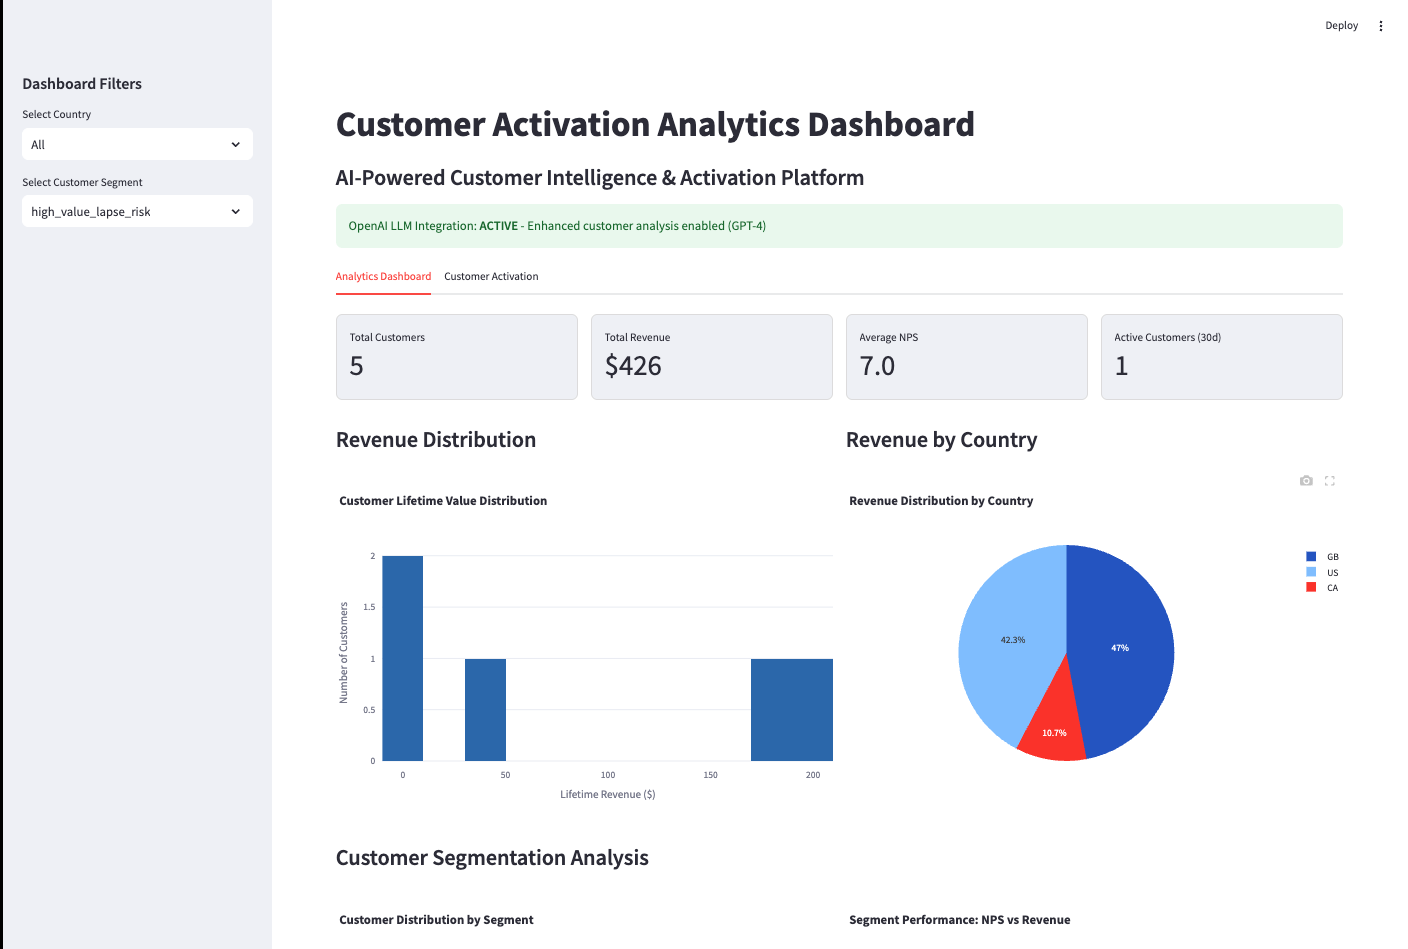 Deploy
Dashboard Filters
Select Country
All
Select Customer Segment
high_value_lapse_risk
Customer Activation Analytics Dashboard
AI-Powered Customer Intelligence & Activation Platform
OpenAI LLM Integration: ACTIVE - Enhanced customer analysis enabled (GPT-4)
Analytics Dashboard Customer Activation
Total Customers
5
Total Revenue
$426
Average NPS
7.0
Active Customers (30d)
1
Revenue Distribution
Customer Lifetime Value Distribution
Number of Customers
2
1.5
1
0.5
0
0 50 100 150 200
Lifetime Revenue ($)
Revenue by Country
Revenue Distribution by Country
42.3%
47%
10.7%
GB
US
CA
Customer Segmentation Analysis
Customer Distribution by Segment
Segment Performance: NPS vs Revenue